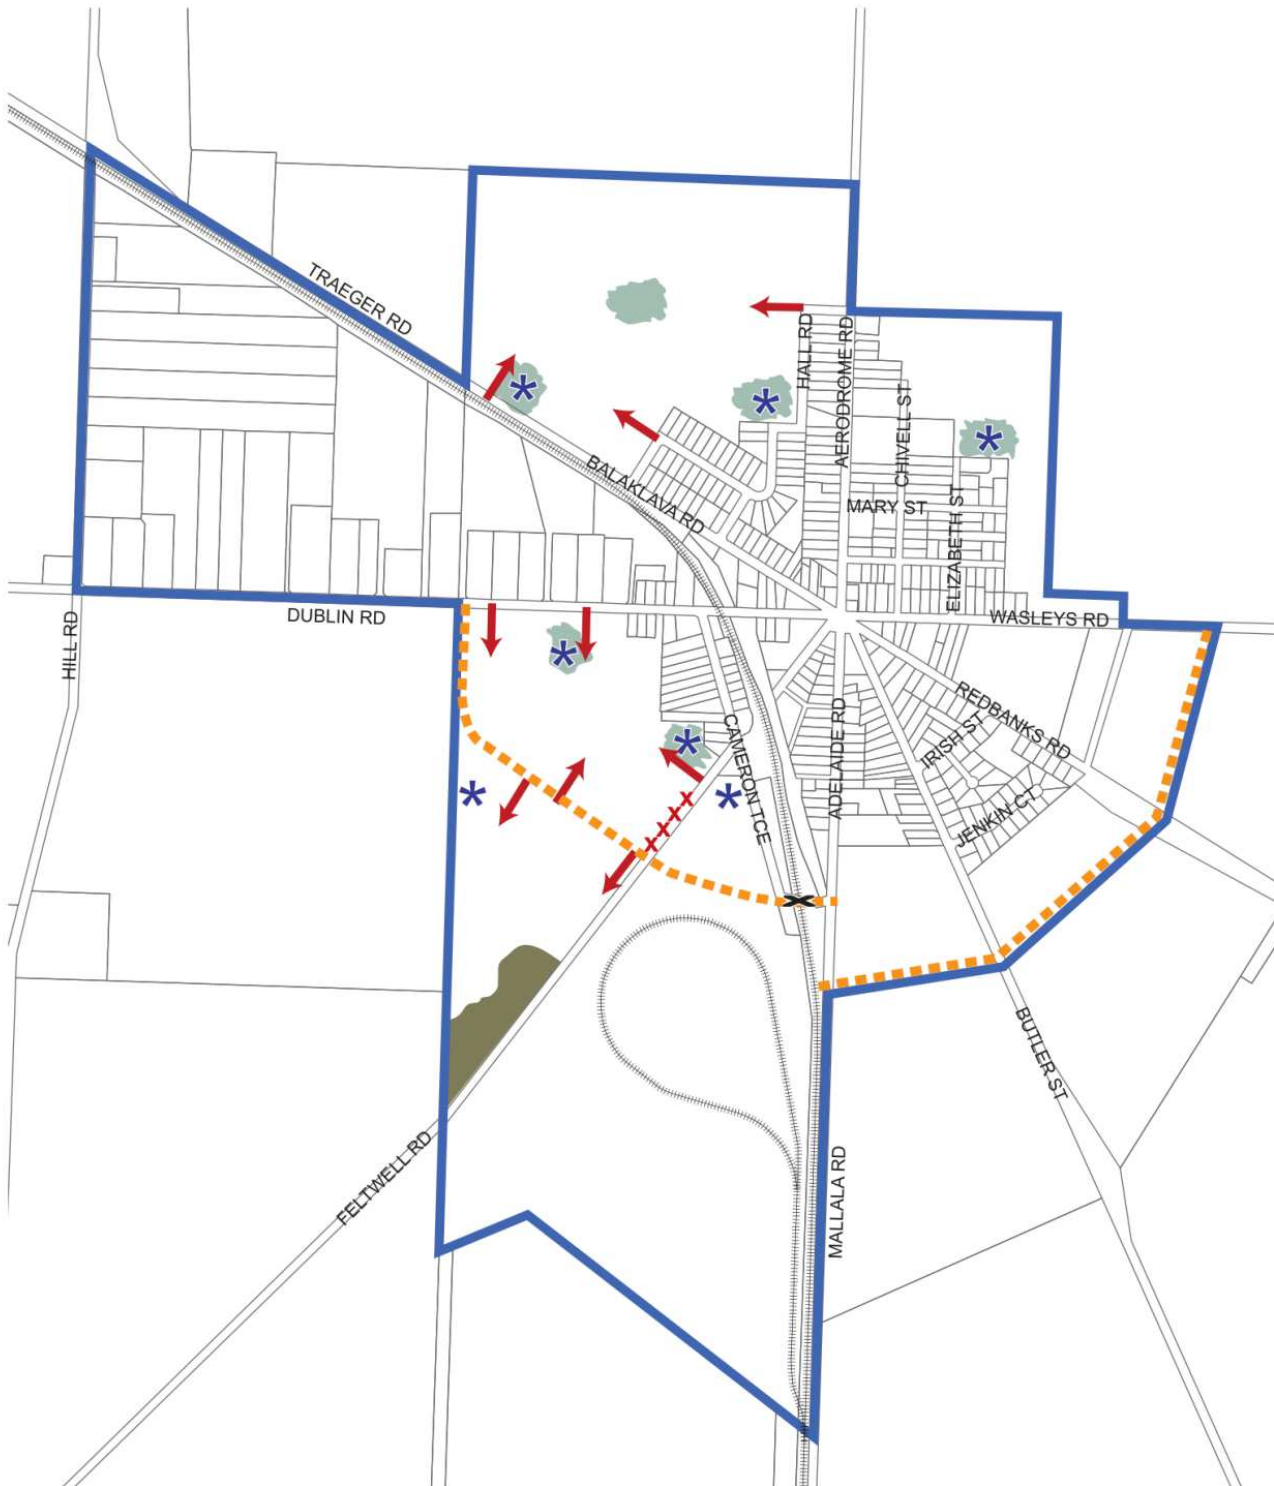 TRAEGER RD
HALL RD
AERODROME RD
CHIVELL ST
BALAKLAVA RD
MARY ST
ELIZABETH ST
DUBLIN RD
WASLEYS RD
HILL RD
REDBANKS RD
CAMERON TCE
ADELAIDE RD
IRISH ST
JENKIN CT
x
x
x
x
BUTLER ST
FELTWELL RD
MALLALA RD